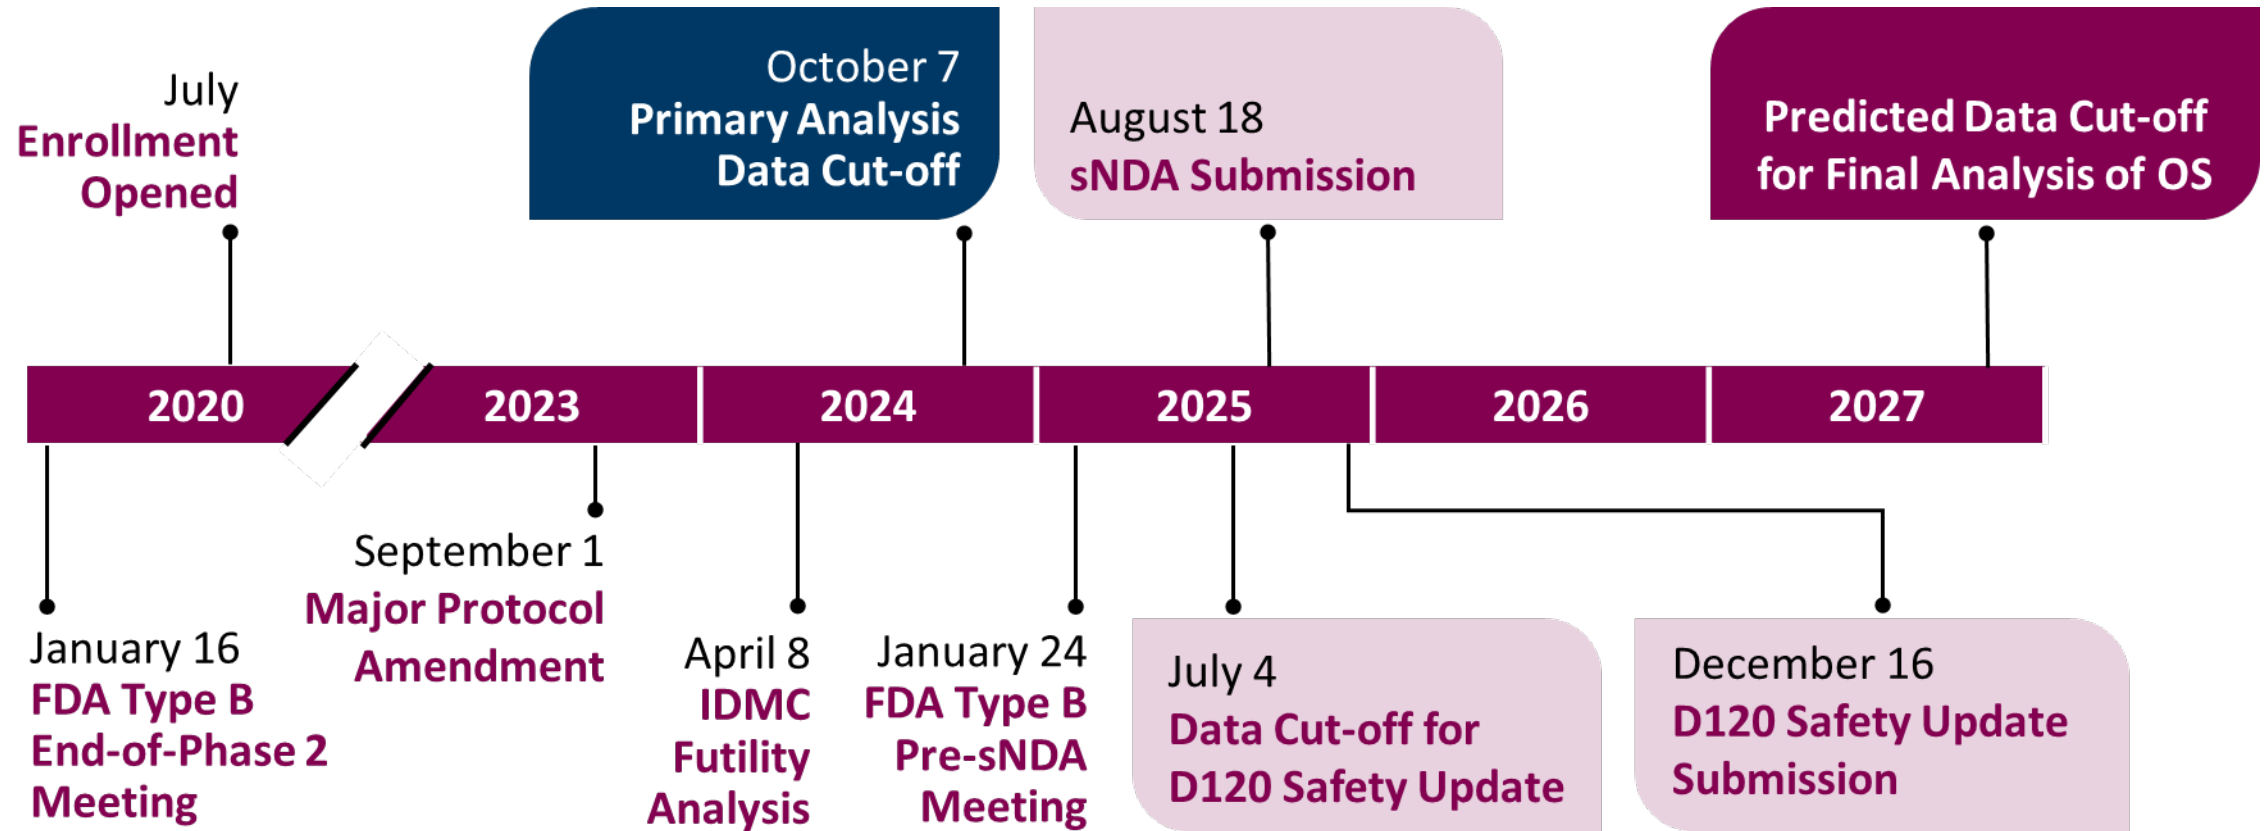 July
Enrollment
Opened
October 7
Primary Analysis
Data Cut-off
August 18
sNDA Submission
Predicted Data Cut-off
for Final Analysis of OS
2020
2023
2024
2025
2026
2027
January 16
FDA Type B
End-of-Phase 2
Meeting
September 1
Major Protocol
Amendment
April 8
IDMC
Futility
Analysis
January 24
FDA Type B
Pre-sNDA
Meeting
July 4
Data Cut-off for
D120 Safety Update
December 16
D120 Safety Update
Submission